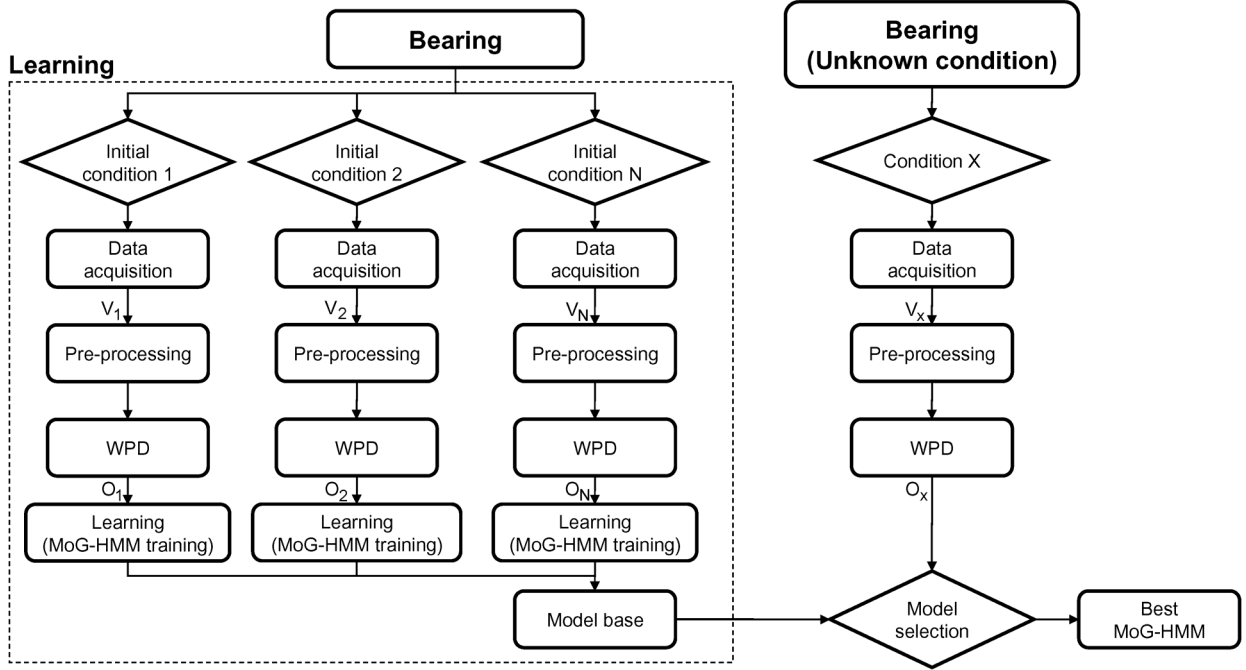 Bearing
Learning
Initial
condition 1
Data
acquisition
V1
Pre-processing
WPD
O1
Learning
(MoG-HMM training)
Initial
condition 2
Data
acquisition
V2
Pre-processing
WPD
O2
Learning
(MoG-HMM training)
Initial
condition N
Data
acquisition
VN
Pre-processing
WPD
ON
Learning
(MoG-HMM training)
Model base
Bearing
(Unknown condition)
Condition X
Data
acquisition
Vx
Pre-processing
WPD
Ox
Model
selection
Best
MoG-HMM